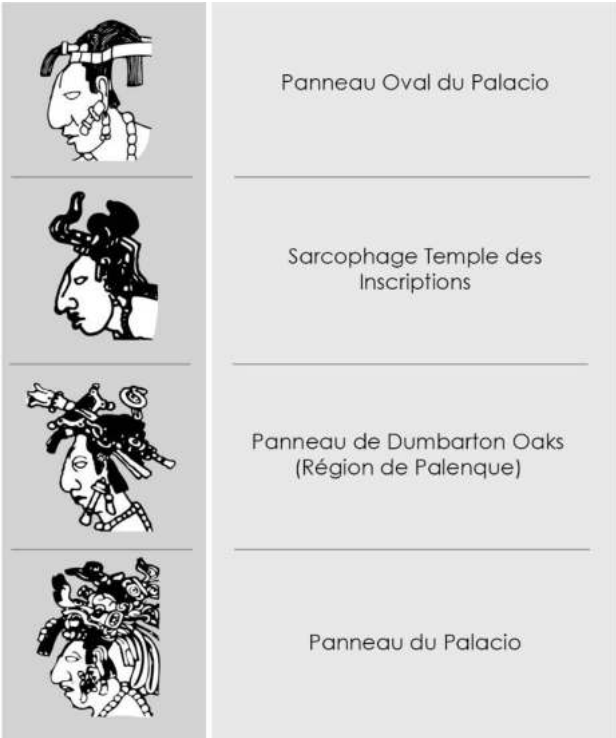 Panneau Oval du Palacio
Sarcophage Temple des
Inscriptions
Panneau de Dumbarton Oaks
(Région de Palenque)
Panneau du Palacio